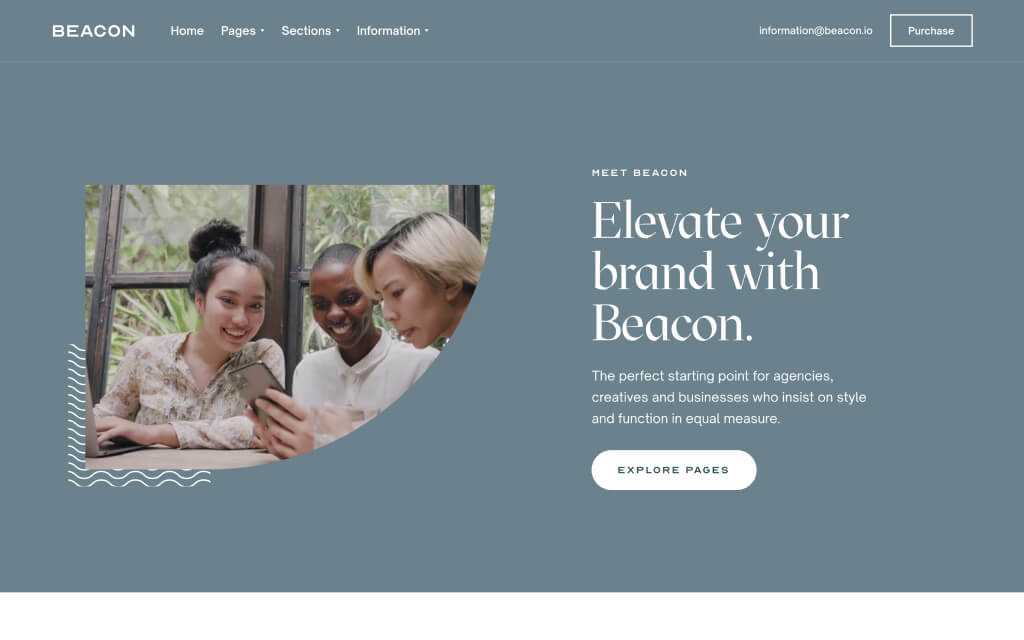 BEACON Home Pages Sections Information information@beacon.io Purchase
MEET BEACON
Elevate your
brand with
Beacon.
The perfect starting point for agencies,
creatives and businesses who insist on style
and function in equal measure.
EXPLORE PAGES